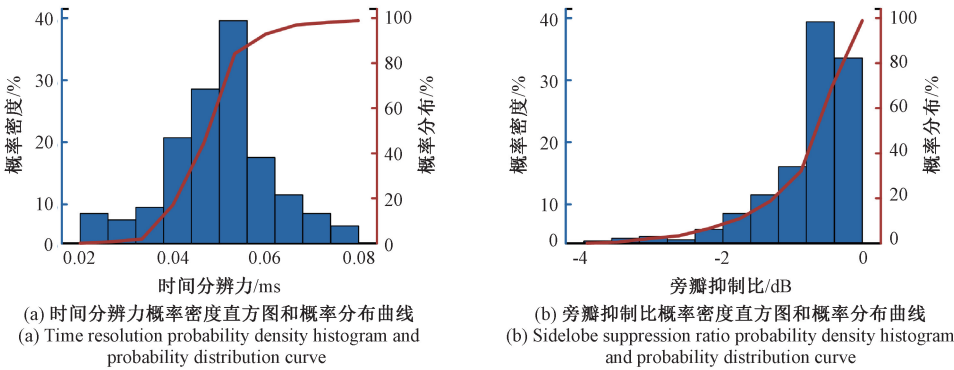 40
30
20
10
0
概率密度/%
100
80
60
40
20
0
概率分布/%
0.02
0.04
0.06
0.08
时间分辨力/ms
(a) 时间分辨力概率密度直方图和概率分布曲线
(a) Time resolution probability density histogram and
probability distribution curve
40
30
20
10
0
概率密度/%
100
80
60
40
20
0
概率分布/%
-4
-2
0
旁瓣抑制比/dB
(b) 旁瓣抑制比概率密度直方图和概率分布曲线
(b) Sidelobe suppression ratio probability density histogram
and probability distribution curve